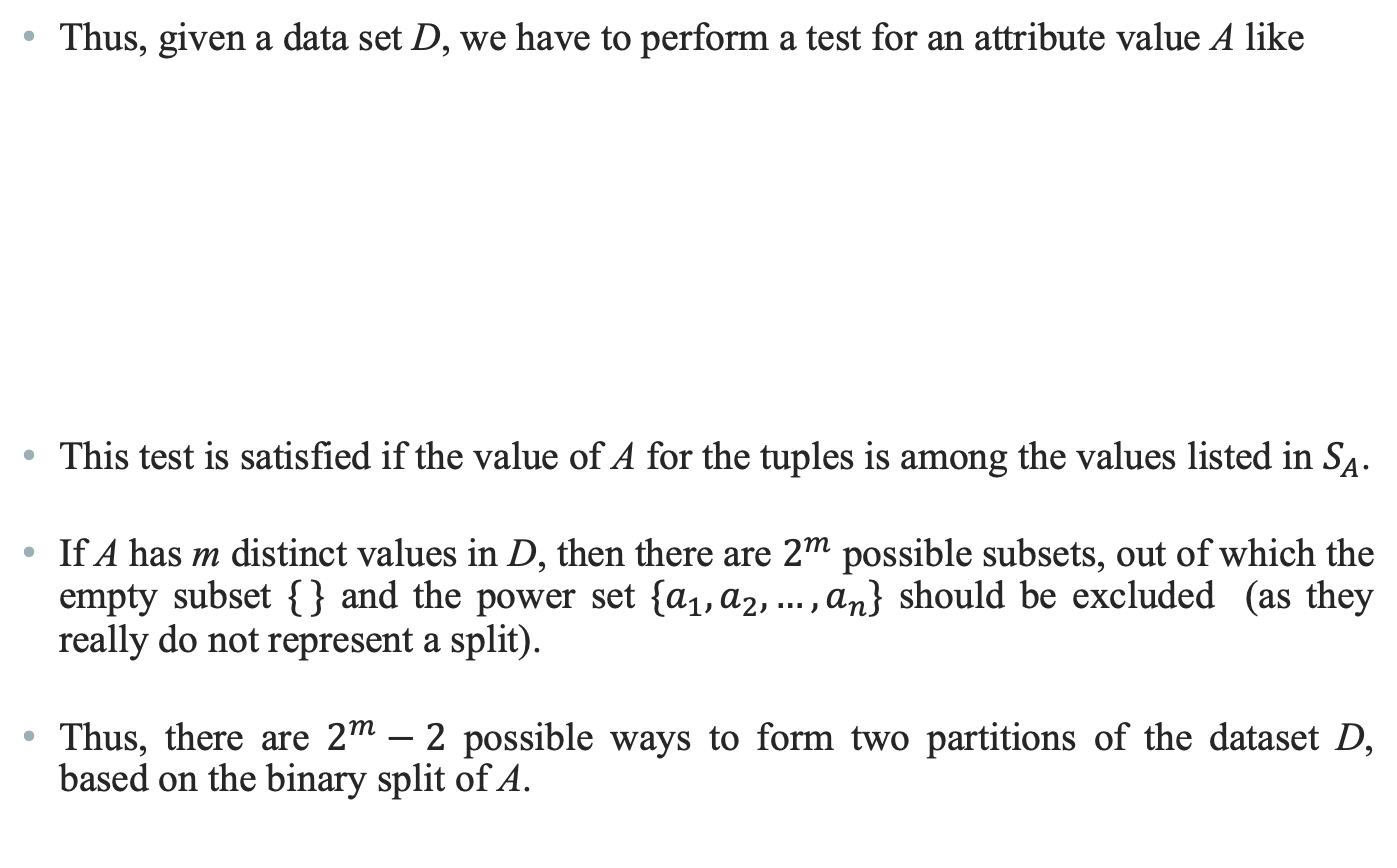 • Thus, given a data set D, we have to perform a test for an attribute value A like
• This test is satisfied if the value of A for the tuples is among the values listed in S_A.
• If A has m distinct values in D, then there are 2^m possible subsets, out of which the
empty subset { } and the power set {a_1, a_2, … , a_n} should be excluded (as they
really do not represent a split).
• Thus, there are 2^m − 2 possible ways to form two partitions of the dataset D,
based on the binary split of A.